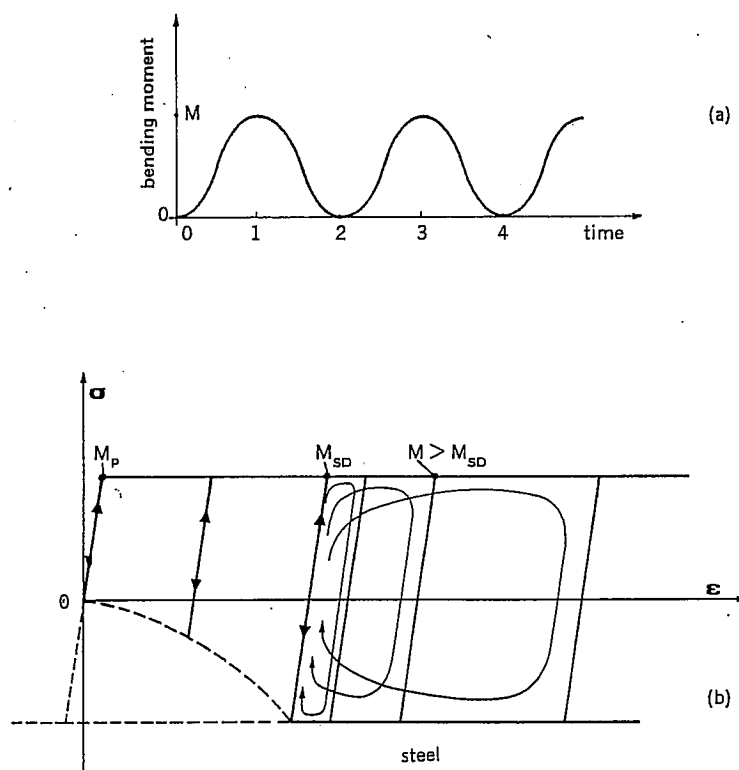 bending moment
M
(a)
0
0 1 2 3 4 time
σ
M_P M_SD M > M_SD
0
ε
(b)
steel